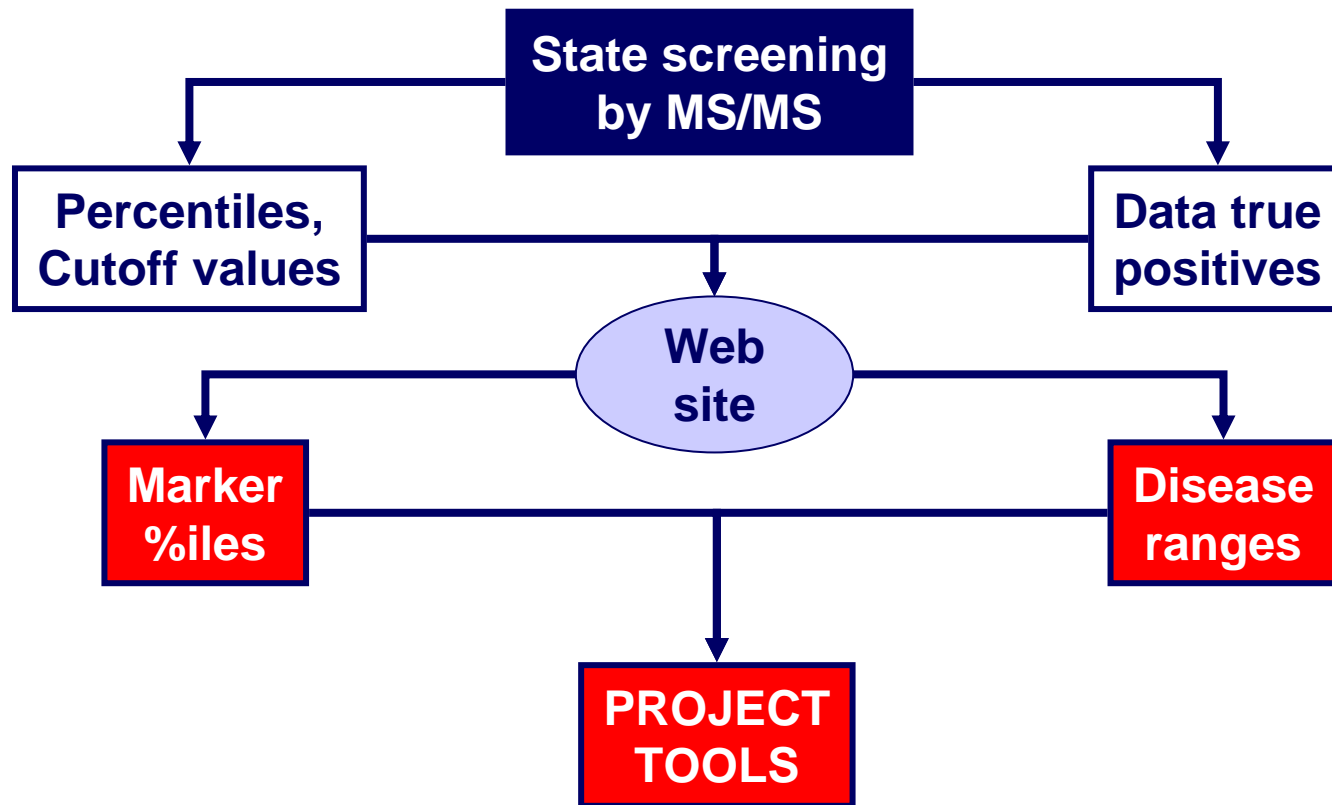 State screening
by MS/MS
Percentiles,
Cutoff values
Data true
positives
Web
site
Marker
%iles
Disease
ranges
PROJECT
TOOLS